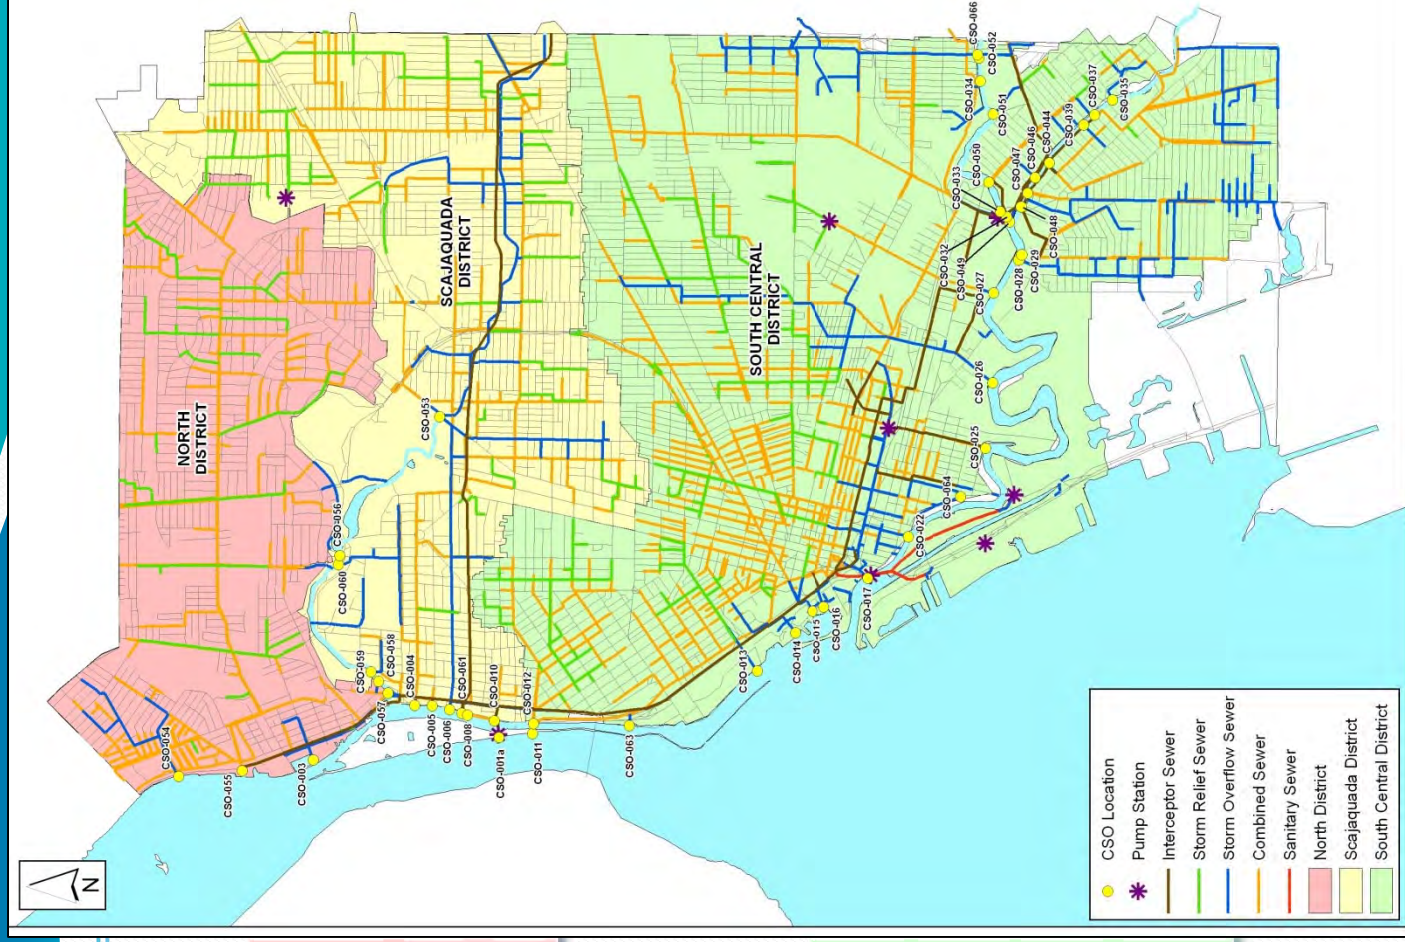 N
NORTH
DISTRICT
SCAJAQUADA
DISTRICT
SOUTH CENTRAL
DISTRICT
CSO-054
CSO-055
CSO-003
CSO-057
CSO-059
CSO-058
CSO-004
CSO-005
CSO-006
CSO-061
CSO-008
CSO-010
CSO-001a
CSO-012
CSO-011
CSO-063
CSO-060
CSO-056
CSO-053
CSO-013
CSO-014
CSO-015
CSO-016
CSO-017
CSO-022
CSO-064
CSO-025
CSO-026
CSO-027
CSO-028
CSO-029
CSO-032
CSO-049
CSO-033
CSO-050
CSO-048
CSO-047
CSO-046
CSO-044
CSO-039
CSO-037
CSO-035
CSO-051
CSO-034
CSO-052
CSO-066
CSO Location
Pump Station
Interceptor Sewer
Storm Relief Sewer
Storm Overflow Sewer
Combined Sewer
Sanitary Sewer
North District
Scajaquada District
South Central District